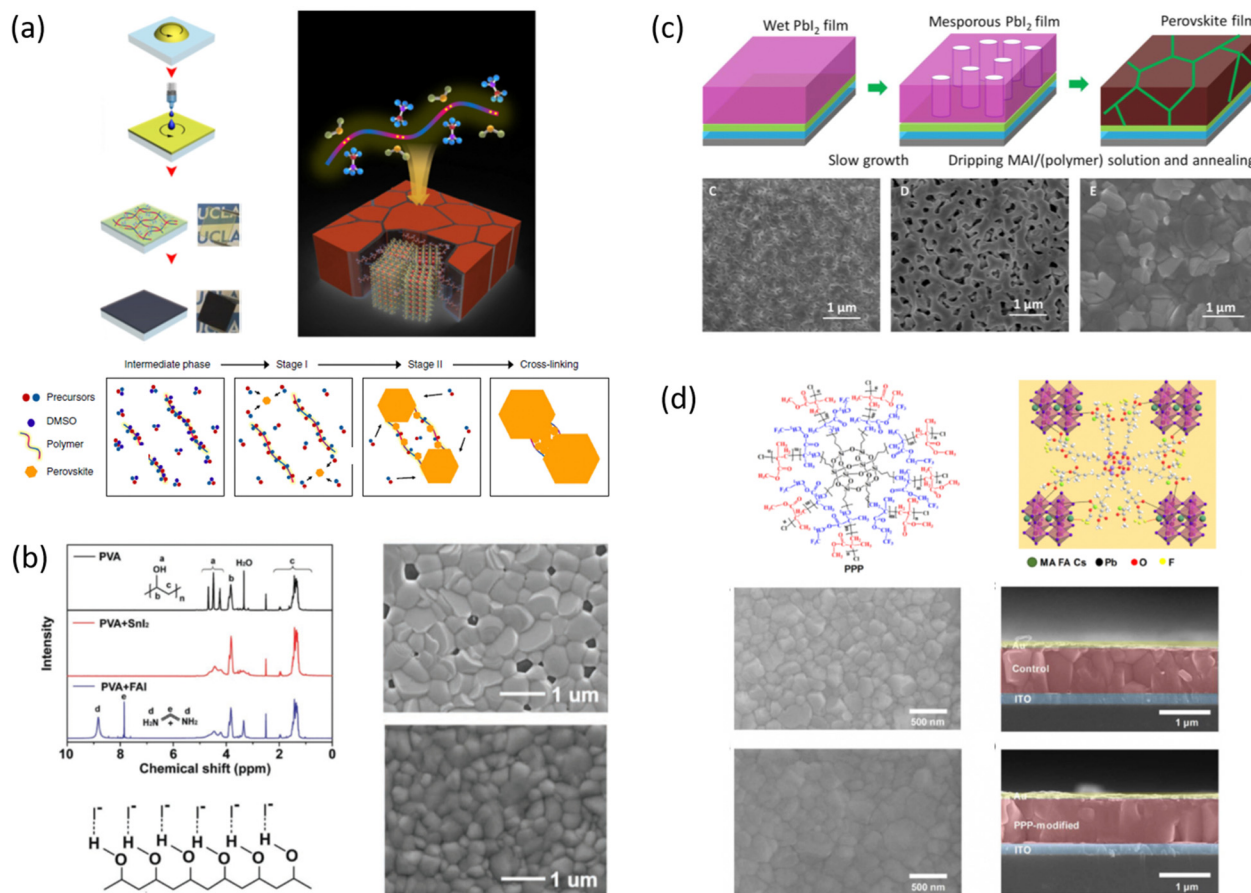 (a)
UCLA
UCLA
UCLA
Intermediate phase
Stage I
Stage II
Cross-linking
Precursors
DMSO
Polymer
Perovskite
(b)
PVA
a
OH
c
b
n
a
b
H₂O
c
PVA+SnI₂
PVA+FAI
d
e
d
e
d
H₂N
NH₂
+
Intensity
10
8
6
4
2
0
Chemical shift (ppm)
I⁻ I⁻ I⁻ I⁻ I⁻ I⁻
H H H H H H
O O O O O O
1 um
1 um
(c)
Wet PbI₂ film
Mesporous PbI₂ film
Perovskite film
Slow growth
Dripping MAI/(polymer) solution and annealing
C
D
E
1 µm
1 µm
1 µm
(d)
PPP
MA FA Cs
Pb
O
F
500 nm
Au
Control
ITO
1 µm
500 nm
Au
PPP-modified
ITO
1 µm